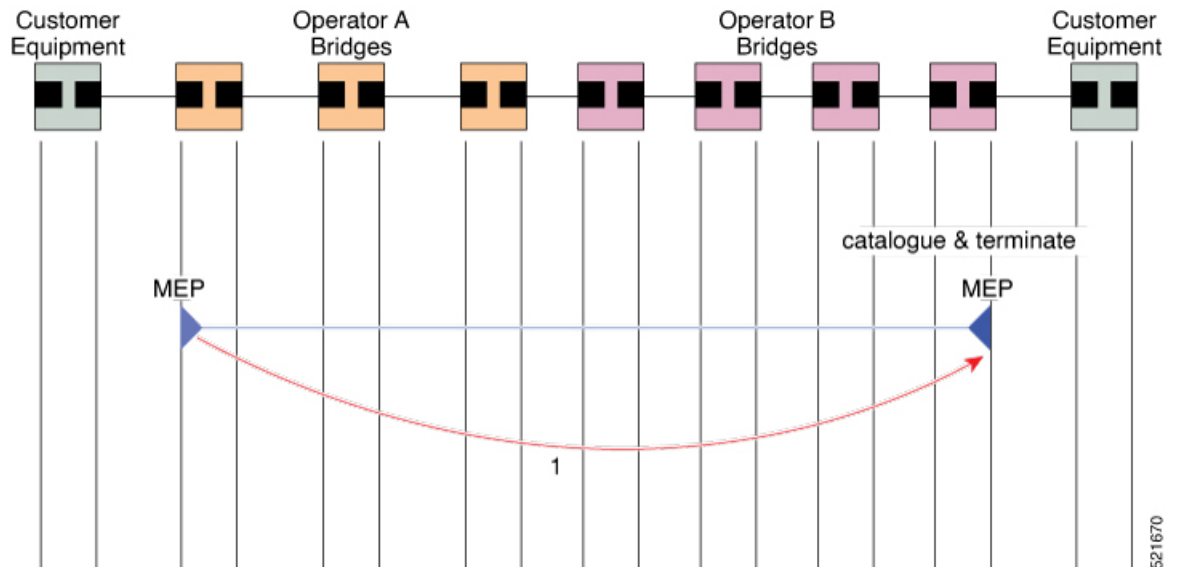 Customer
Equipment
Operator A
Bridges
Operator B
Bridges
Customer
Equipment
catalogue & terminate
MEP
MEP
1
521670